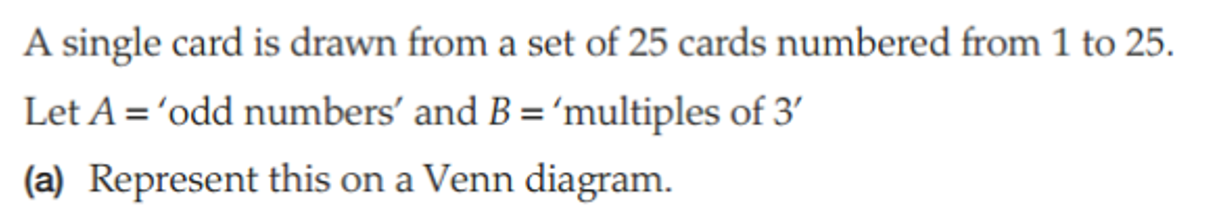 A single card is drawn from a set of 25 cards numbered from 1 to 25.
Let A = ‘odd numbers’ and B = ‘multiples of 3’
(a) Represent this on a Venn diagram.